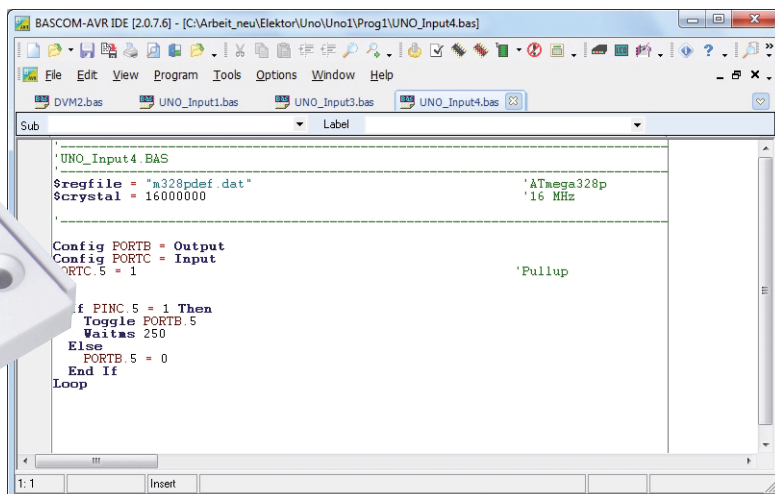 BASCOM-AVR IDE [2.0.7.6] - [C:\Arbeit_neu\Elektor\Uno\Uno1\Prog1\UNO_Input4.bas]
File Edit View Program Tools Options Window Help
DVM2.bas UNO_Input1.bas UNO_Input3.bas UNO_Input4.bas
Sub Label
'-----------------------------------------------
'UNO_Input4.BAS
'-----------------------------------------------
$regfile = "m328pdef.dat" 'ATmega328p
$crystal = 16000000 '16 MHz
'-----------------------------------------------
Config PORTB = Output
Config PORTC = Input
ORTC.5 = 1 'Pullup
f PINC.5 = 1 Then
Toggle PORTB.5
Waitms 250
Else
PORTB.5 = 0
End If
Loop
1: 1 Insert